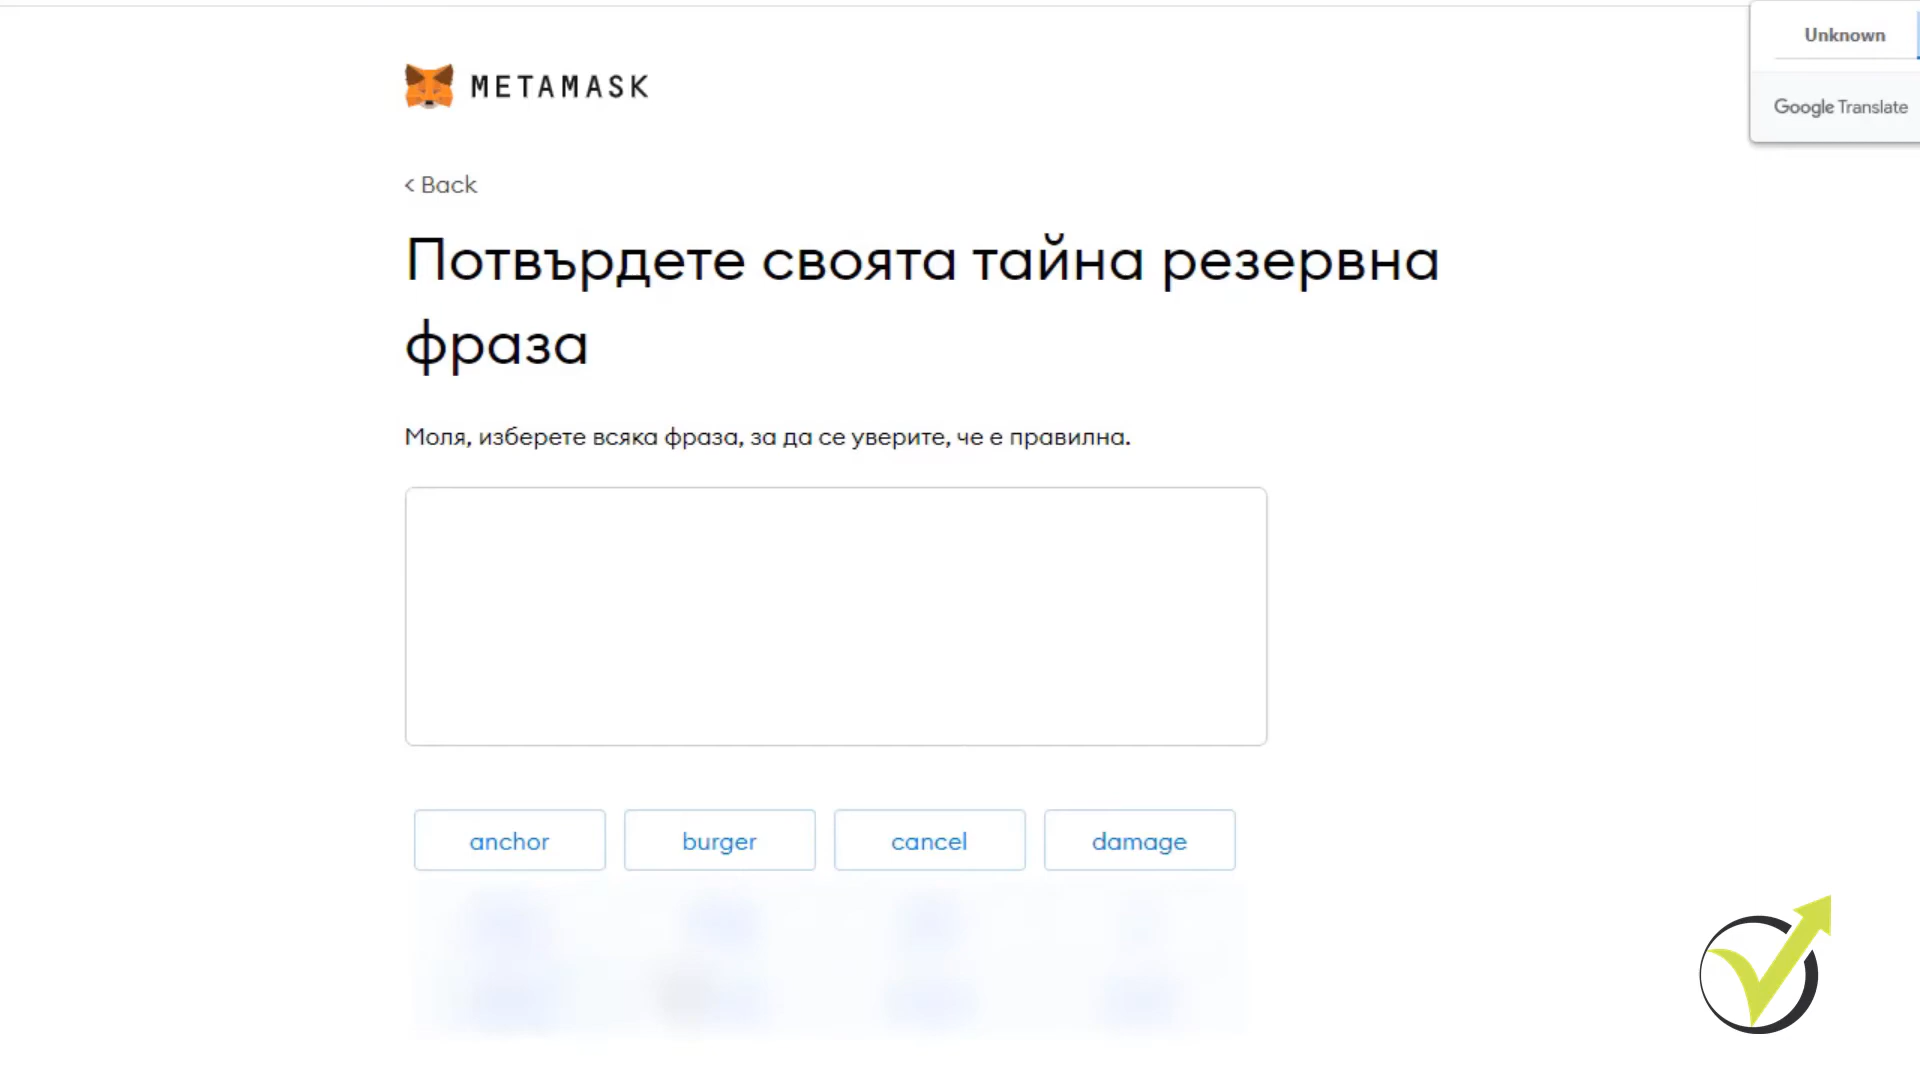 Unknown
Google Translate
METAMASK
< Back
Потвърдете своята тайна резервна
фраза
Моля, изберете всяка фраза, за да се уверите, че е правилна.
anchor burger cancel damage